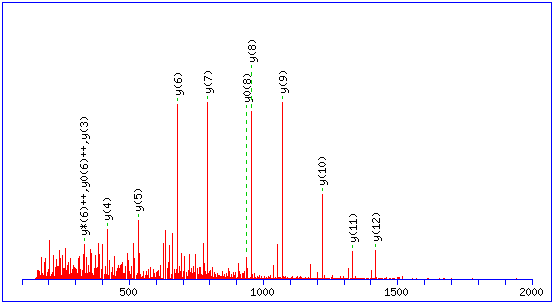 y*(6)++,y0(6)++,y(3)
y(4)
y(5)
y(6)
y(7)
y0(8)
y(8)
y(9)
y(10)
y(11)
y(12)
500 1000 1500 2000